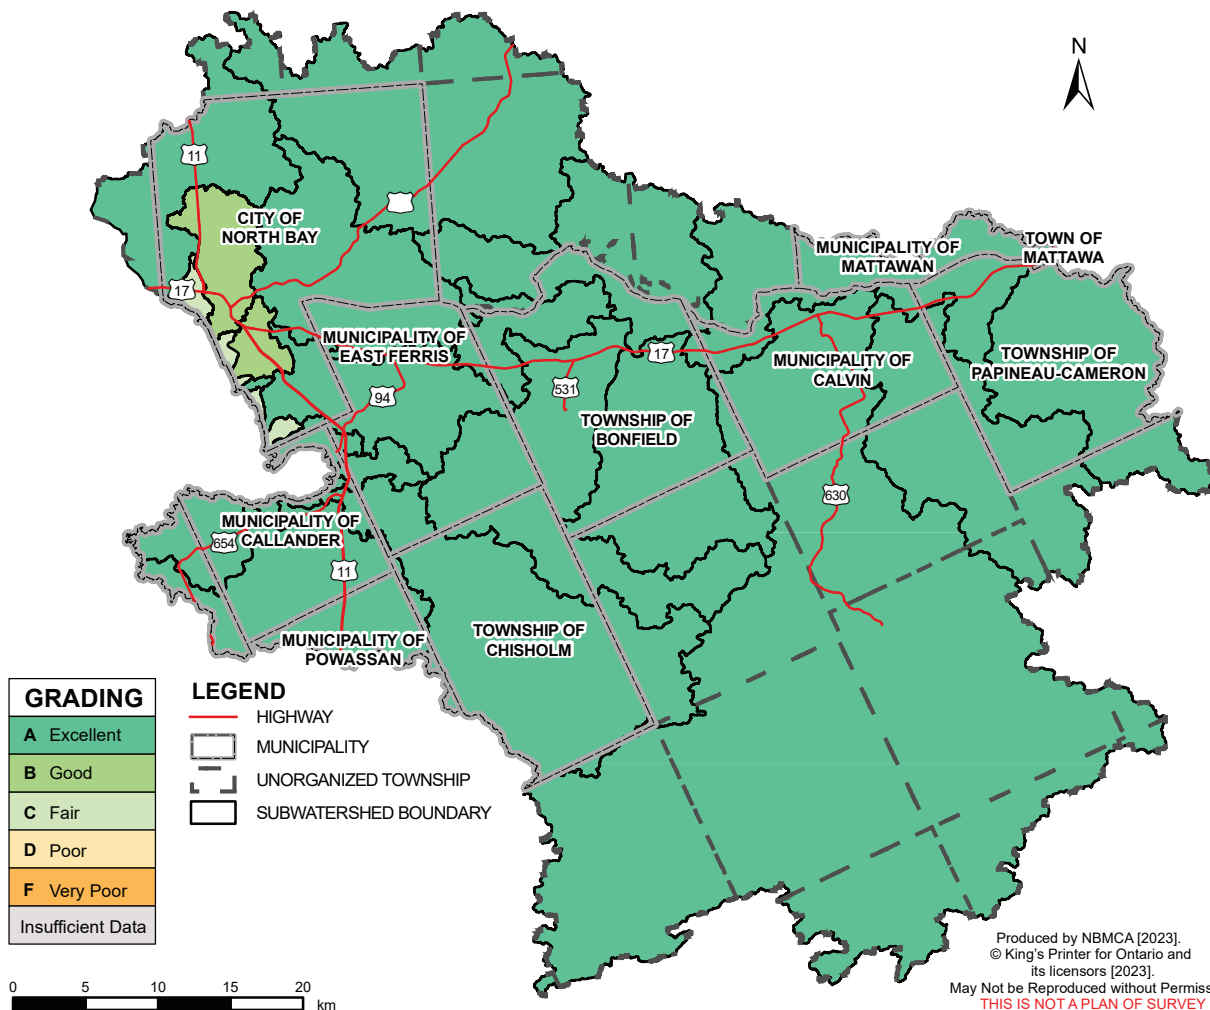 N
11
CITY OF
NORTH BAY
17
MUNICIPALITY OF
MATTAWAN
TOWN OF
MATTAWA
MUNICIPALITY OF
EAST FERRIS
94
531
17
MUNICIPALITY OF
CALVIN
TOWNSHIP OF
PAPINEAU-CAMERON
TOWNSHIP OF
BONFIELD
630
MUNICIPALITY OF
CALLANDER
654
11
MUNICIPALITY OF
POWASSAN
TOWNSHIP OF
CHISHOLM
GRADING
A Excellent
B Good
C Fair
D Poor
F Very Poor
Insufficient Data
LEGEND
HIGHWAY
MUNICIPALITY
UNORGANIZED TOWNSHIP
SUBWATERSHED BOUNDARY
0 5 10 15 20
km
Produced by NBMCA [2023].
© King's Printer for Ontario and
its licensors [2023].
May Not be Reproduced without Permiss
THIS IS NOT A PLAN OF SURVEY